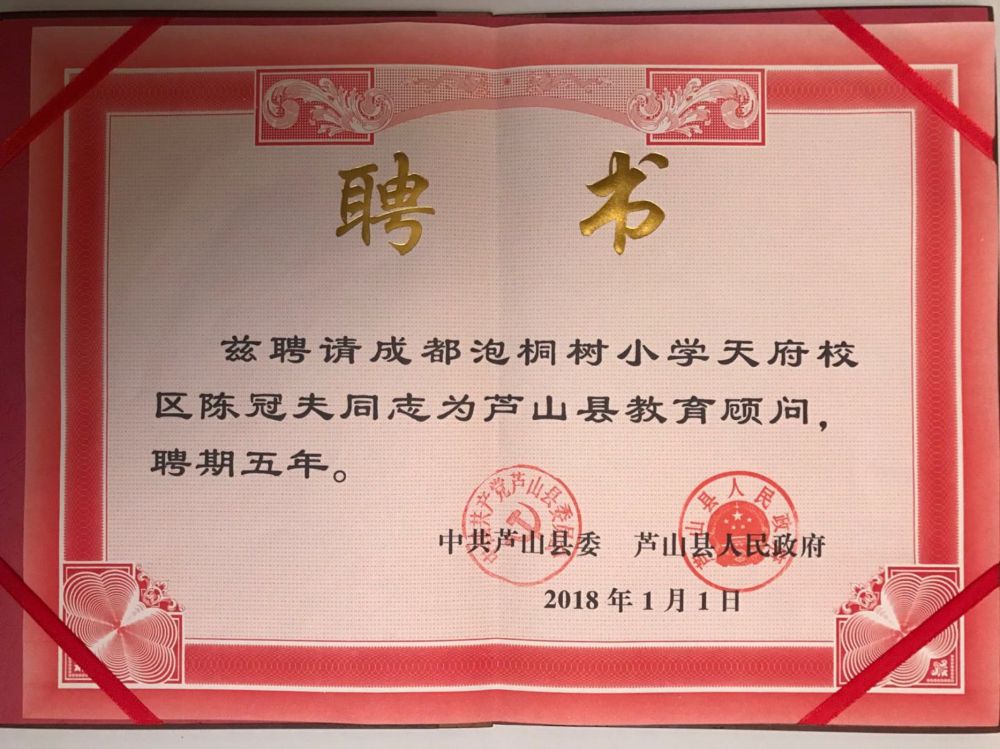 聘 书
兹聘请成都泡桐树小学天府校
区陈冠夫同志为芦山县教育顾问，
聘期五年。
中共芦山县委 芦山县人民政府
2018年1月1日